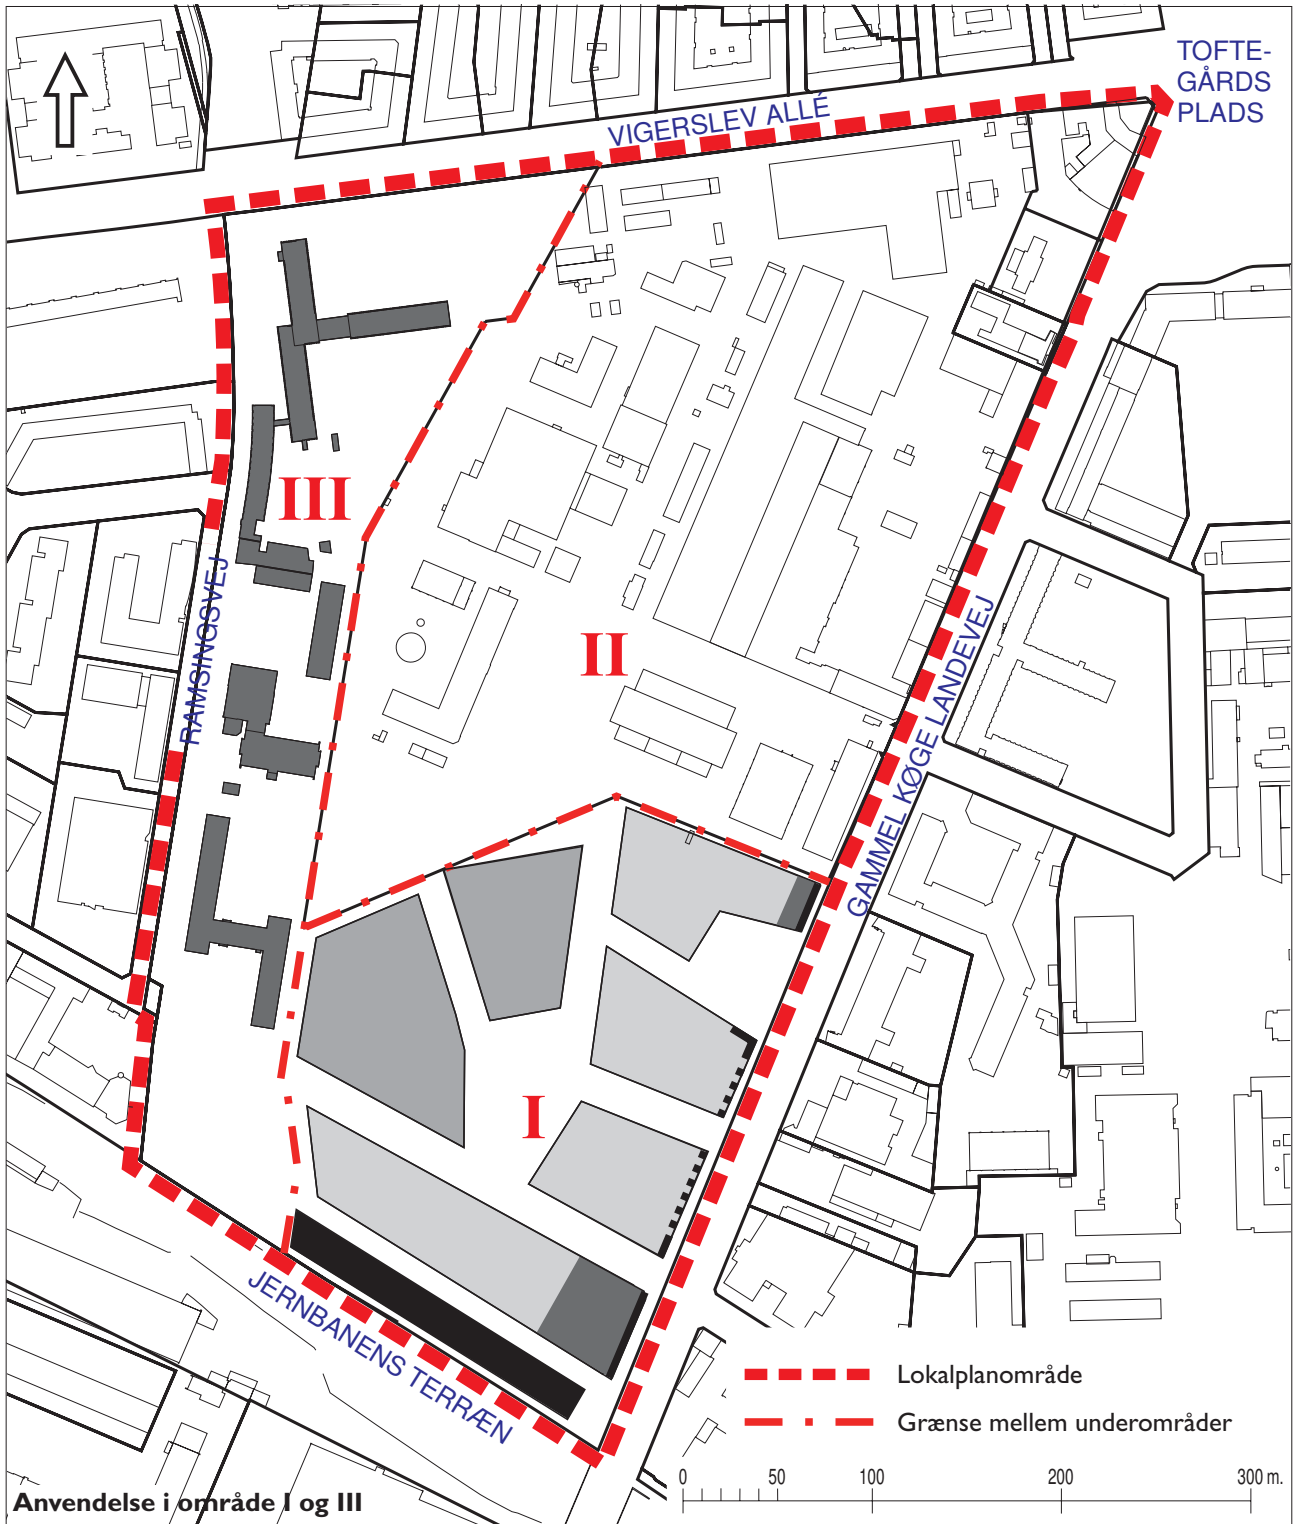 TOFTE-
GÅRDS
PLADS
VIGERSLEV ALLÉ
III
RAMSINGSVEJ
II
GAMMEL KØGE LANDEVEJ
I
JERNBANENS TERRÆN
Lokalplanområde
Grænse mellem underområder
0 50 100 200 300 m.
Anvendelse i område I og III